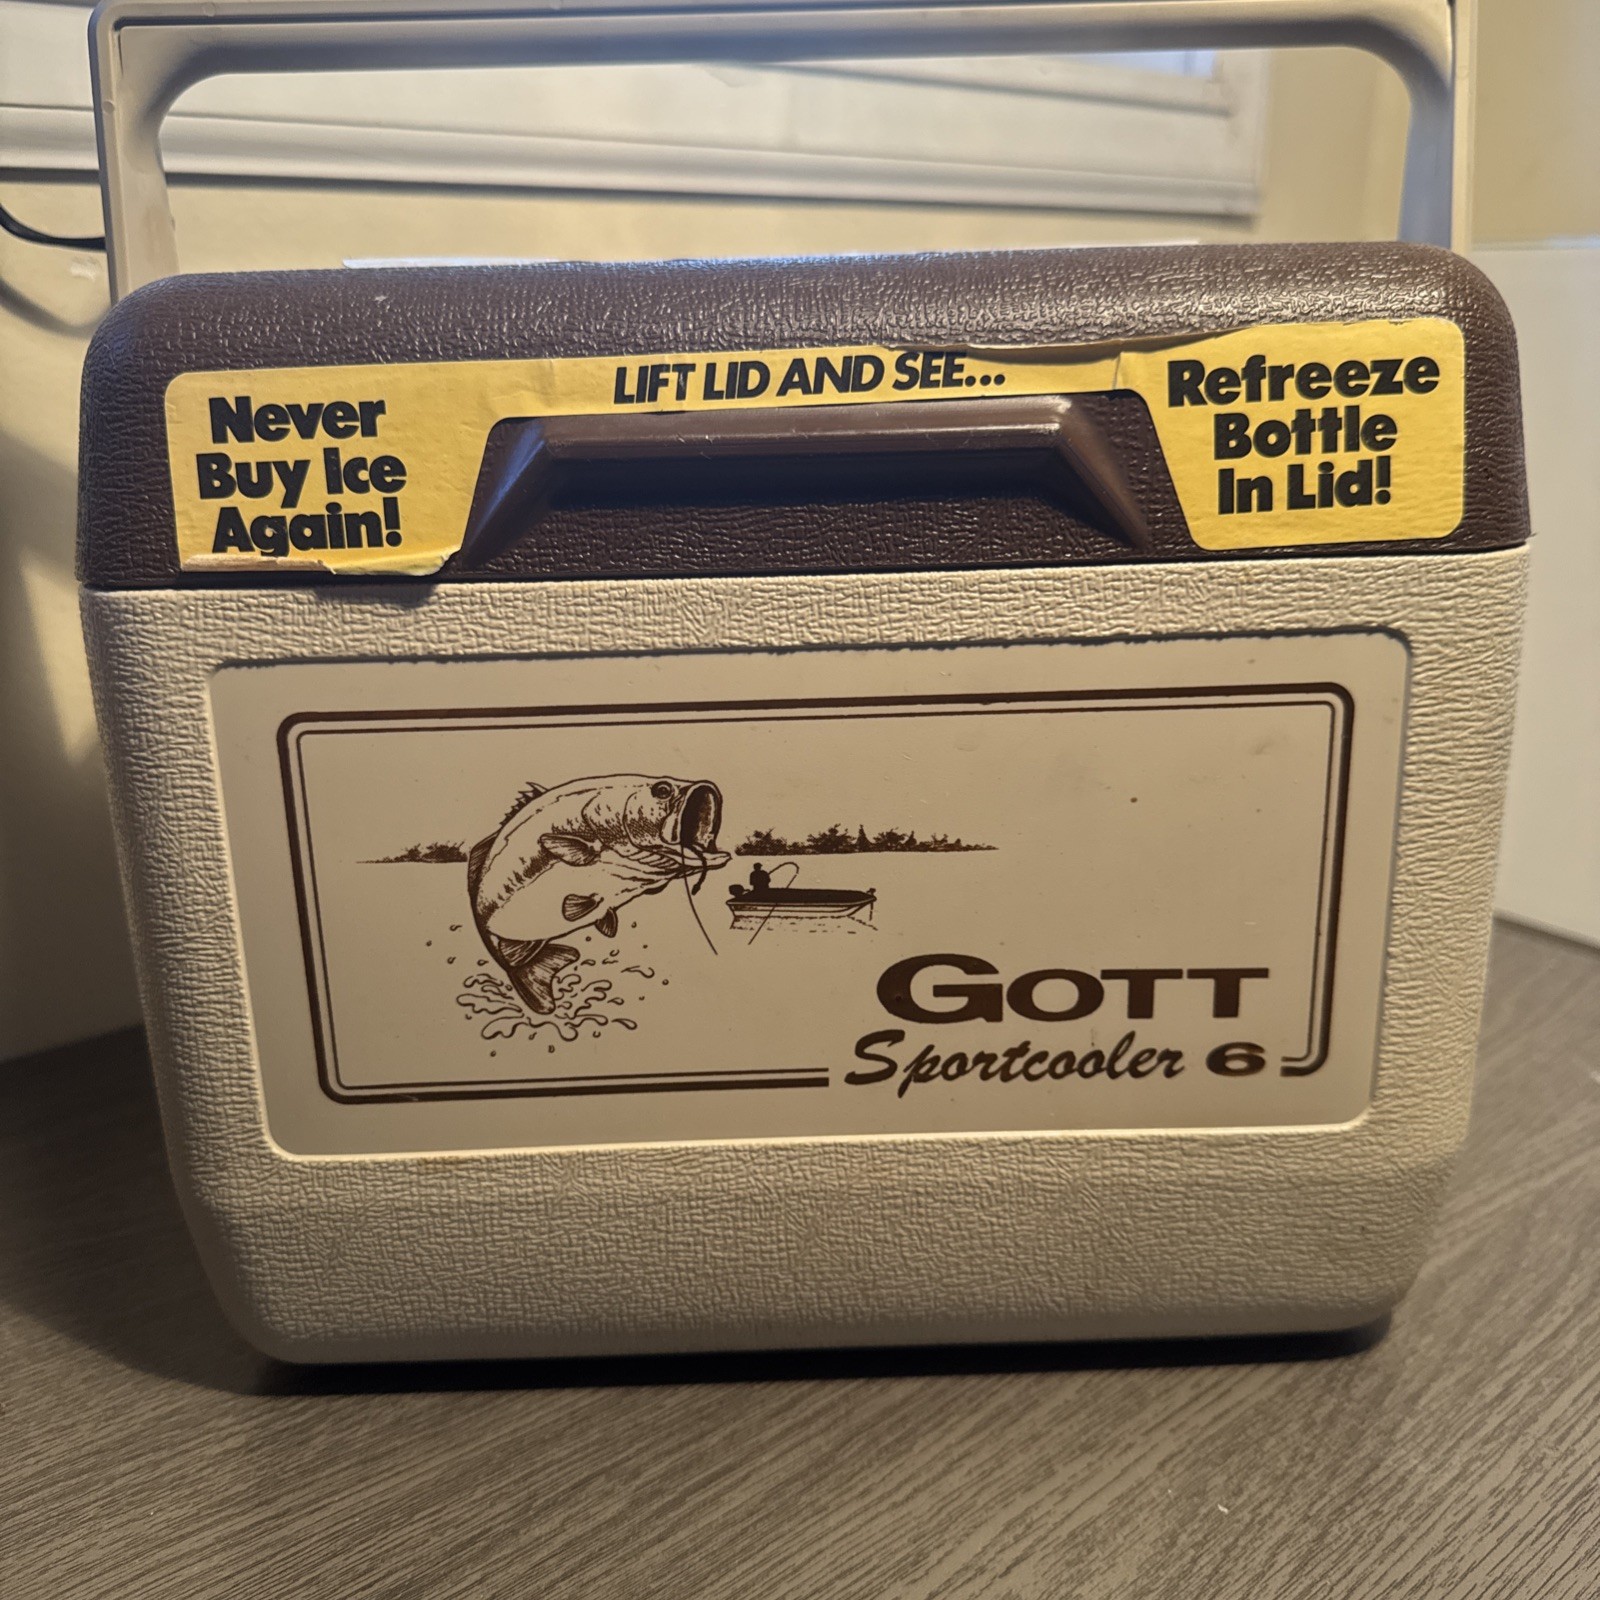 Never
Buy Ice
Again!
LIFT LID AND SEE...
Refreeze
Bottle
In Lid!
GOTT
Sportcooler 6